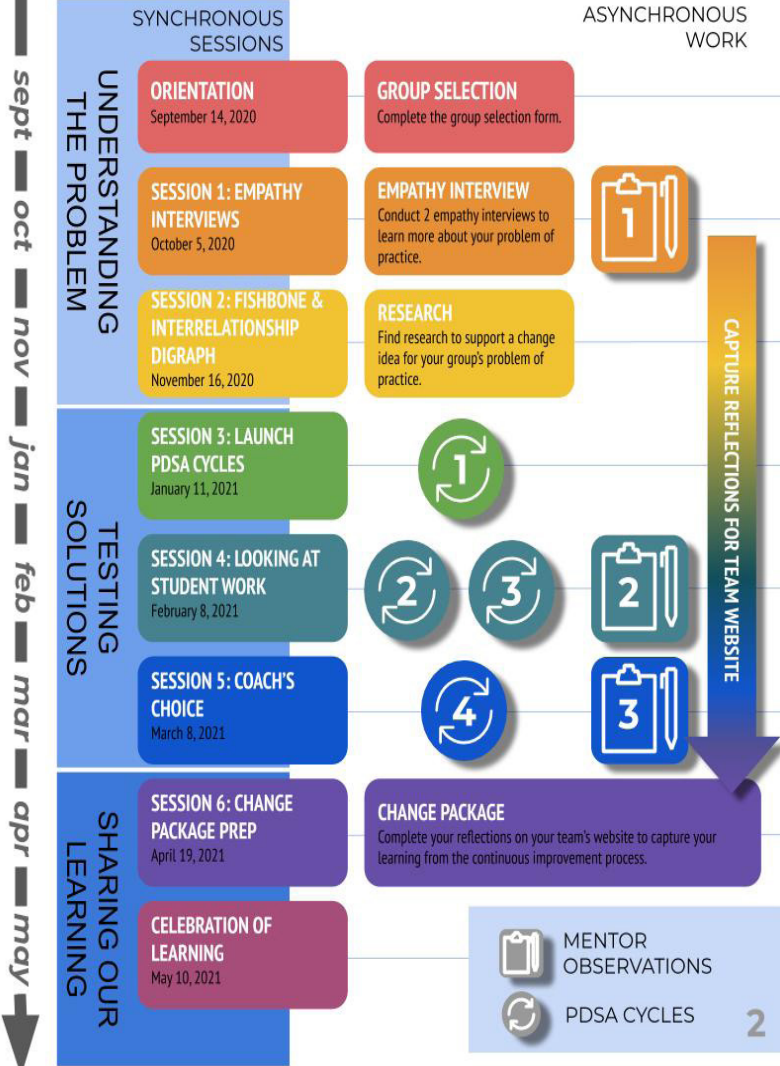 SYNCHRONOUS
SESSIONS
ASYNCHRONOUS
WORK
sept
oct
nov
jan
feb
mar
apr
may
UNDERSTANDING
THE PROBLEM
ORIENTATION
September 14, 2020
GROUP SELECTION
Complete the group selection form.
SESSION 1: EMPATHY
INTERVIEWS
October 5, 2020
EMPATHY INTERVIEW
Conduct 2 empathy interviews to
learn more about your problem of
practice.
1
SESSION 2: FISHBONE &
INTERRELATIONSHIP
DIGRAPH
November 16, 2020
RESEARCH
Find research to support a change
idea for your group's problem of
practice.
CAPTURE REFLECTIONS FOR TEAM WEBSITE
TESTING
SOLUTIONS
SESSION 3: LAUNCH
PDSA CYCLES
January 11, 2021
1
SESSION 4: LOOKING AT
STUDENT WORK
February 8, 2021
2
3
2
SESSION 5: COACH'S
CHOICE
March 8, 2021
4
3
SHARING OUR
LEARNING
SESSION 6: CHANGE
PACKAGE PREP
April 19, 2021
CHANGE PACKAGE
Complete your reflections on your team's website to capture your
learning from the continuous improvement process.
CELEBRATION OF
LEARNING
May 10, 2021
MENTOR
OBSERVATIONS
PDSA CYCLES
2